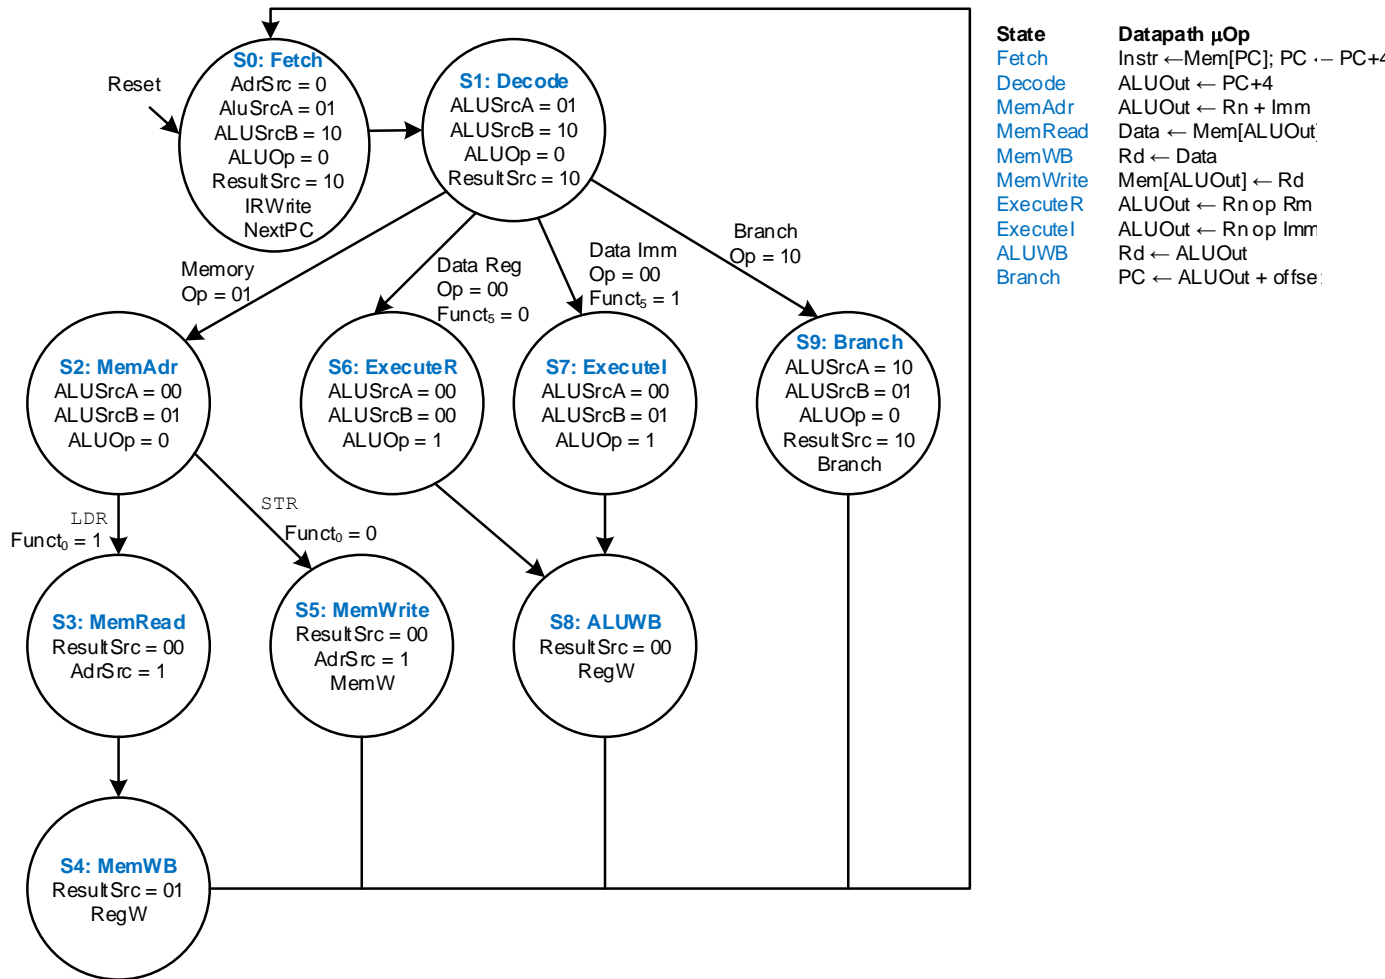 Reset
S0: Fetch
AdrSrc = 0
AluSrcA = 01
ALUSrcB = 10
ALUOp = 0
ResultSrc = 10
IRWrite
NextPC
S1: Decode
ALUSrcA = 01
ALUSrcB = 10
ALUOp = 0
ResultSrc = 10
State Datapath μOp
Fetch Instr ←Mem[PC]; PC ← PC+4
Decode ALUOut ← PC+4
MemAdr ALUOut ← Rn + Imm
MemRead Data ← Mem[ALUOut]
MemWB Rd ← Data
MemWrite Mem[ALUOut] ← Rd
ExecuteR ALUOut ← Rn op Rm
ExecuteI ALUOut ← Rn op Imm
ALUWB Rd ← ALUOut
Branch PC ← ALUOut +
Memory
Op = 01
Data Reg
Op = 00
Funct5 = 0
Data Imm
Op = 00
Funct5 = 1
Branch
Op = 10
S2: MemAdr
ALUSrcA = 00
ALUSrcB = 01
ALUOp = 0
S6: ExecuteR
ALUSrcA = 00
ALUSrcB = 00
ALUOp = 1
S7: ExecuteI
ALUSrcA = 00
ALUSrcB = 01
ALUOp = 1
S9: Branch
ALUSrcA = 10
ALUSrcB = 01
ALUOp = 0
ResultSrc = 10
Branch
LDR
Funct0 = 1
STR
Funct0 = 0
S3: MemRead
ResultSrc = 00
AdrSrc = 1
S5: MemWrite
ResultSrc = 00
AdrSrc = 1
MemW
S8: ALUWB
ResultSrc = 00
RegW
S4: MemWB
ResultSrc = 01
RegW